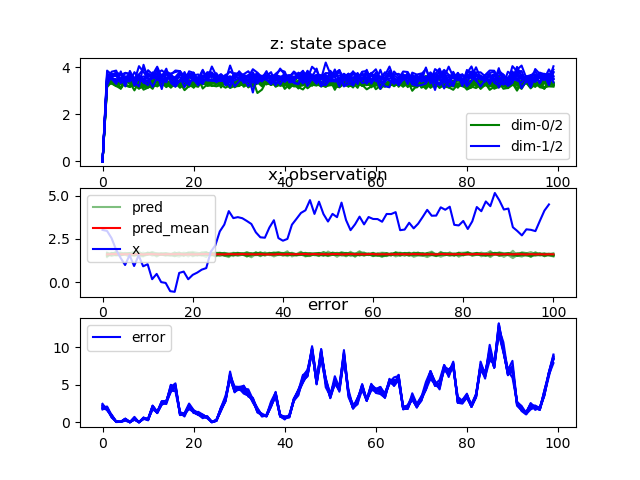 z: state space
4
2
0
dim-0/2
dim-1/2
0 20 40 60 80 100
x: observation
5.0
2.5
0.0
pred
pred_mean
x
0 20 40 60 80 100
error
10
5
0
error
0 20 40 60 80 100